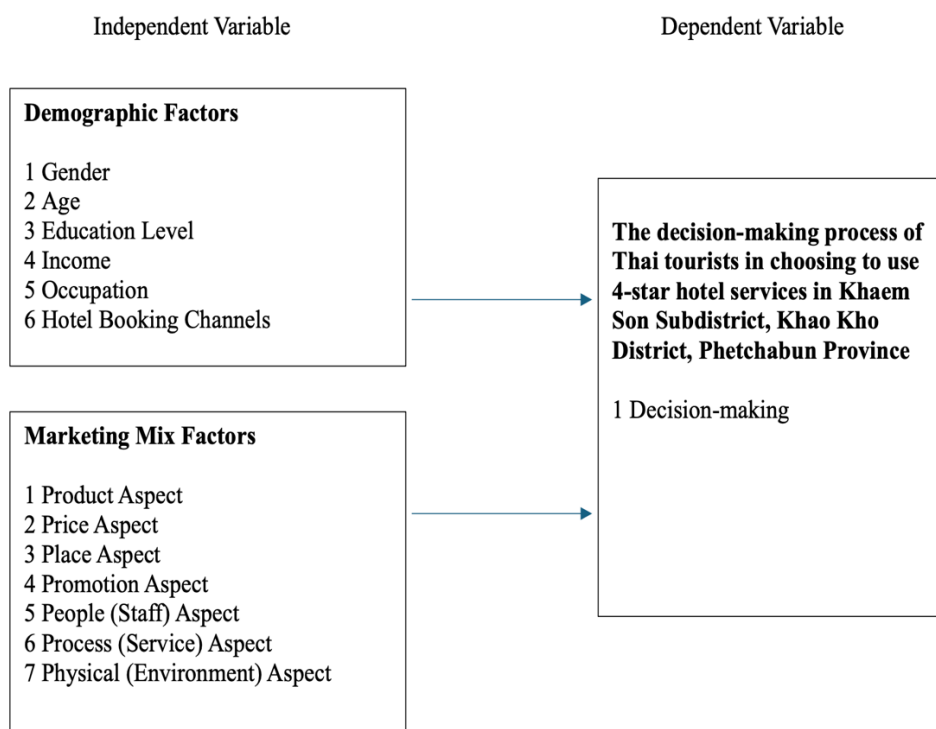 Independent Variable
Dependent Variable
Demographic Factors
1 Gender
2 Age
3 Education Level
4 Income
5 Occupation
6 Hotel Booking Channels
Marketing Mix Factors
1 Product Aspect
2 Price Aspect
3 Place Aspect
4 Promotion Aspect
5 People (Staff) Aspect
6 Process (Service) Aspect
7 Physical (Environment) Aspect
The decision-making process of
Thai tourists in choosing to use
4-star hotel services in Khaem
Son Subdistrict, Khao Kho
District, Phetchabun Province
1 Decision-making